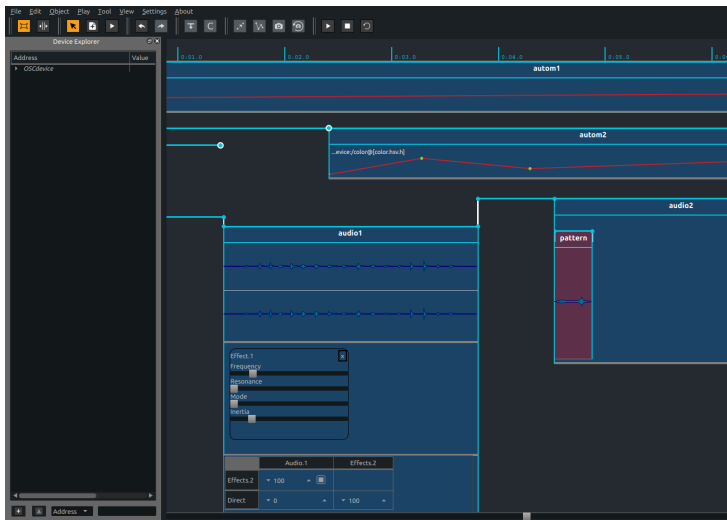 File Edit Object Play Tool View Settings About
Device Explorer
Address Value
OSCdevice
0:01.0 0:02.0 0:03.0 0:04.0 0:05.0
autom1
autom2
...evice:/color@[color.hsv.h]
audio2
pattern
audio1
Effect.1
Frequency
Resonance
Mode
Inertia
Audio.1 Effects.2
Effects.2 100
Direct 0 100
Address